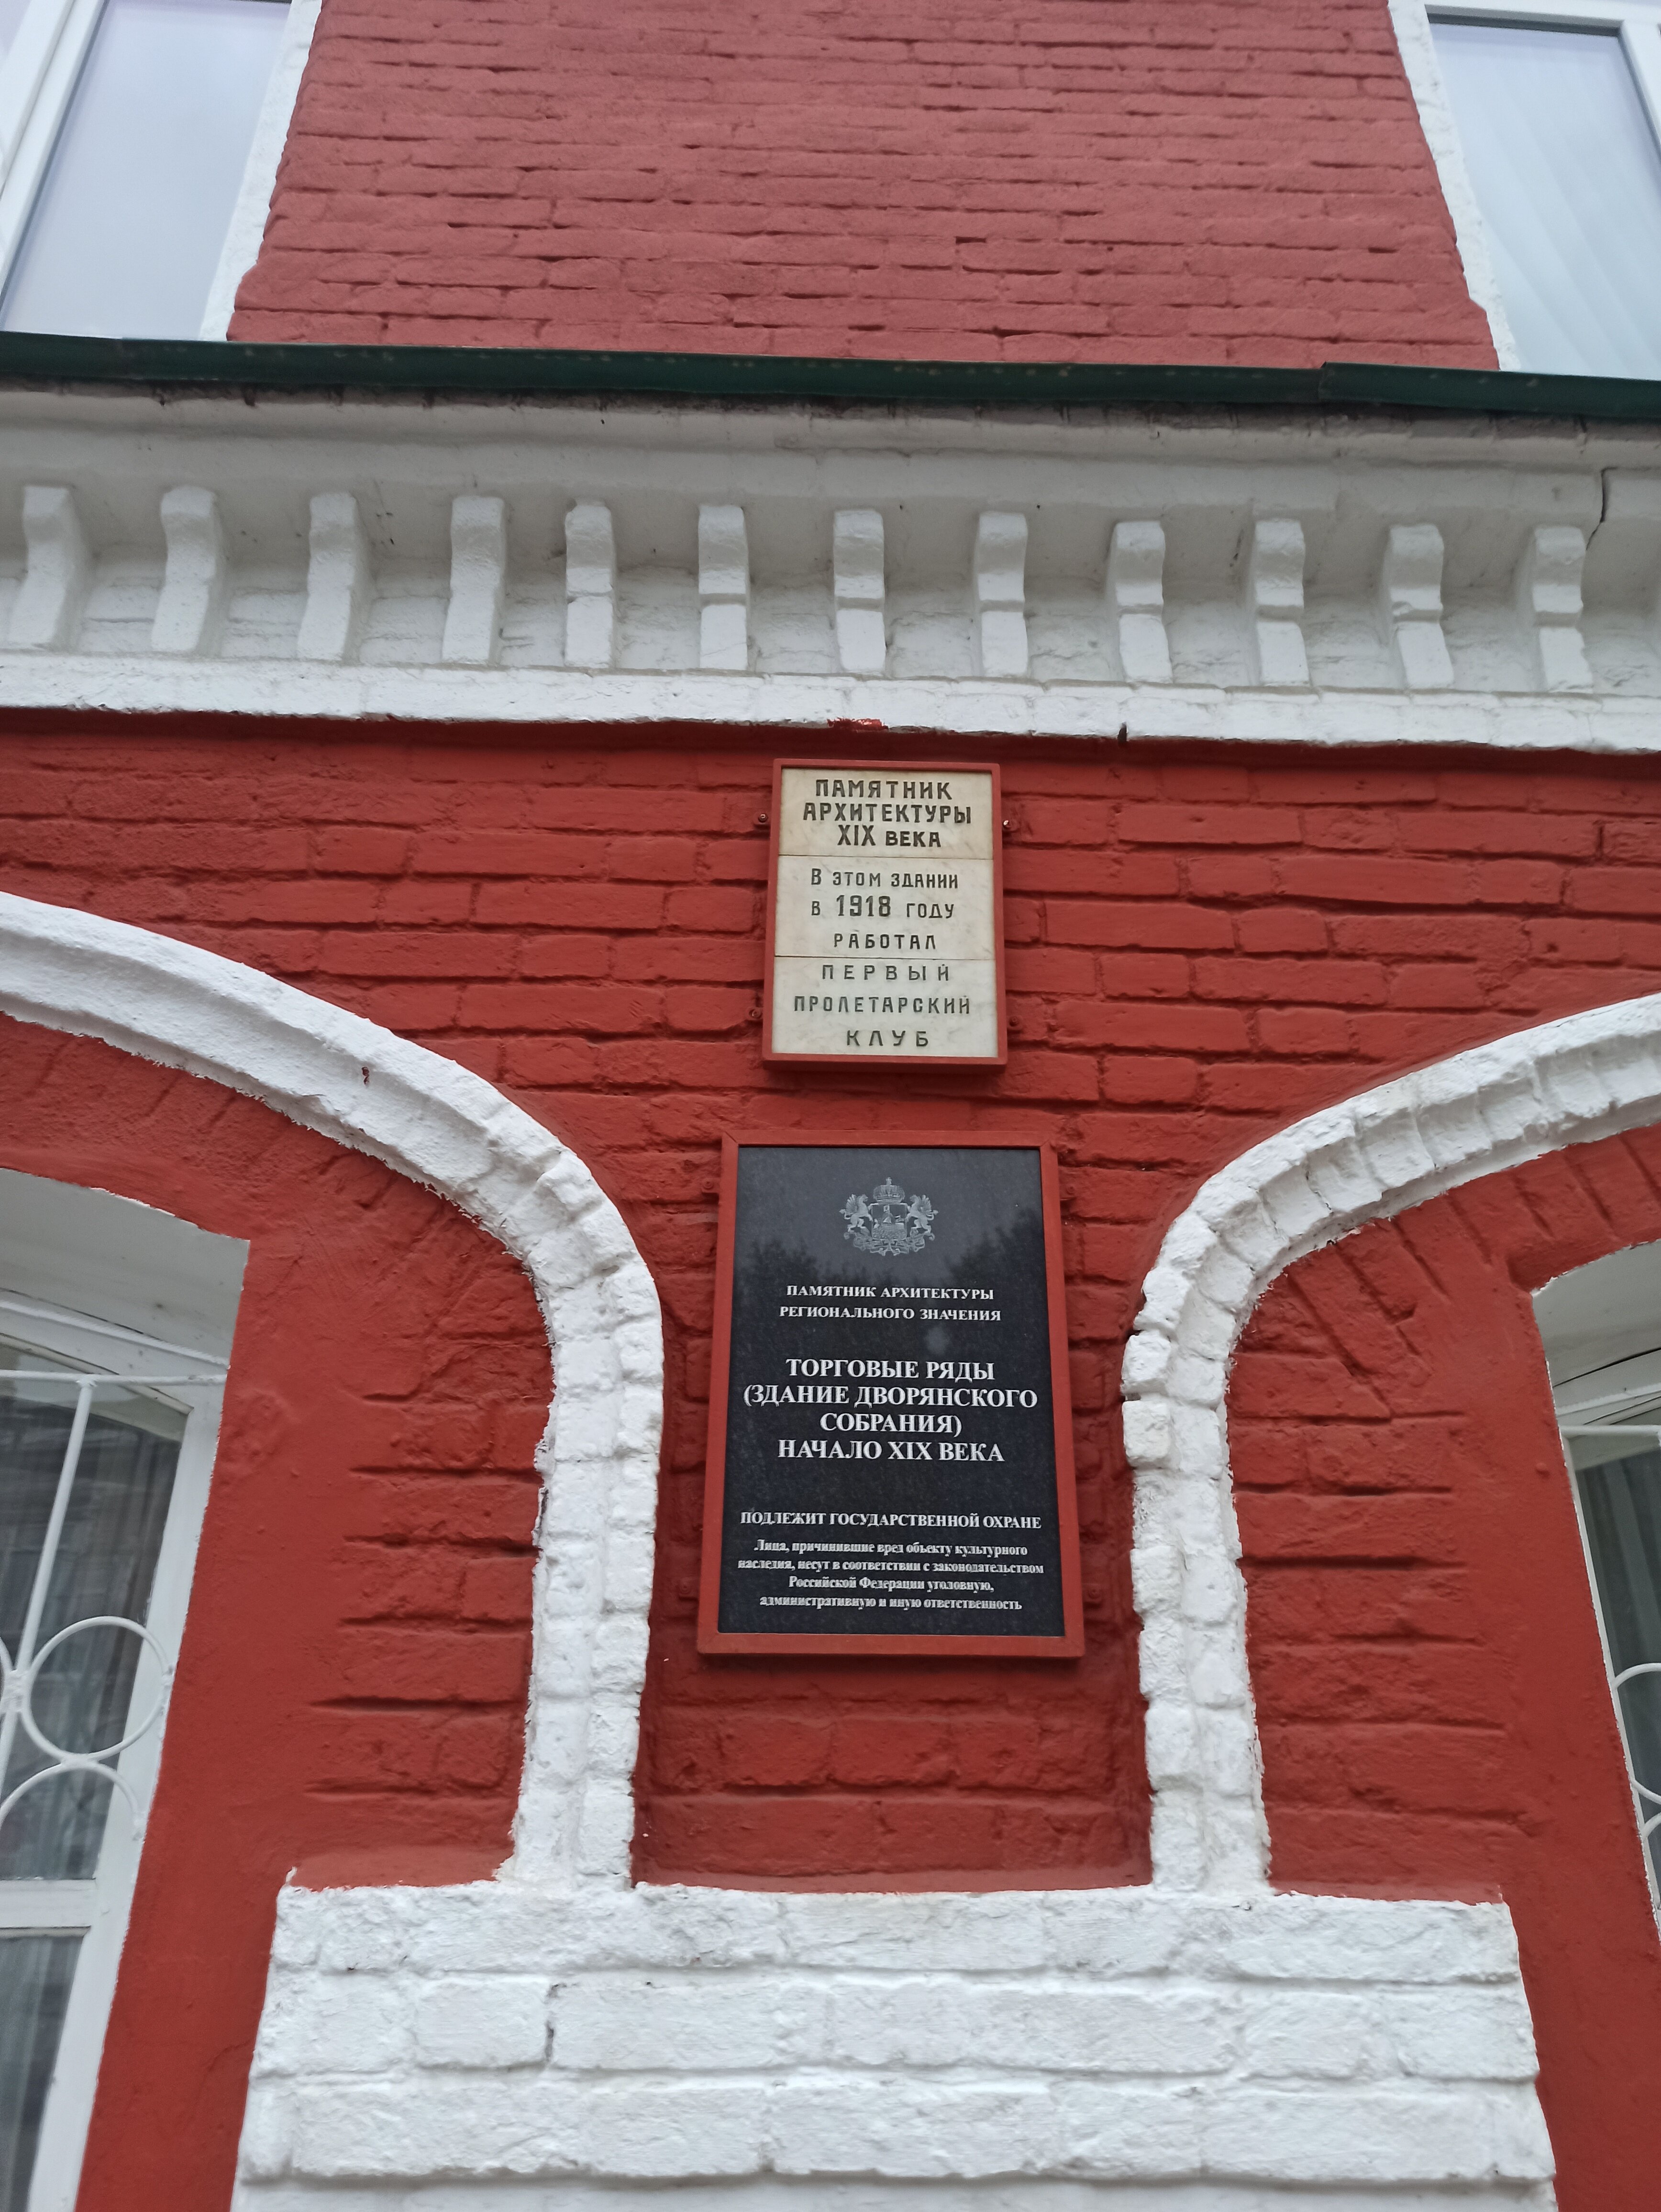 ПАМЯТНИК
АРХИТЕКТУРЫ
XIX ВЕКА
В ЭТОМ ЗДАНИИ
В 1918 ГОДУ
РАБОТАЛ
ПЕРВЫЙ
ПРОЛЕТАРСКИЙ
КЛУБ
ПАМЯТНИК АРХИТЕКТУРЫ
РЕГИОНАЛЬНОГО ЗНАЧЕНИЯ
ТОРГОВЫЕ РЯДЫ
(ЗДАНИЕ ДВОРЯНСКОГО
СОБРАНИЯ)
НАЧАЛО XIX ВЕКА
ПОДЛЕЖИТ ГОСУДАРСТВЕННОЙ ОХРАНЕ
Лица, причинившие вред объекту культурного
наследия, несут в соответствии с законодательством
Российской Федерации уголовную,
административную и иную ответственность